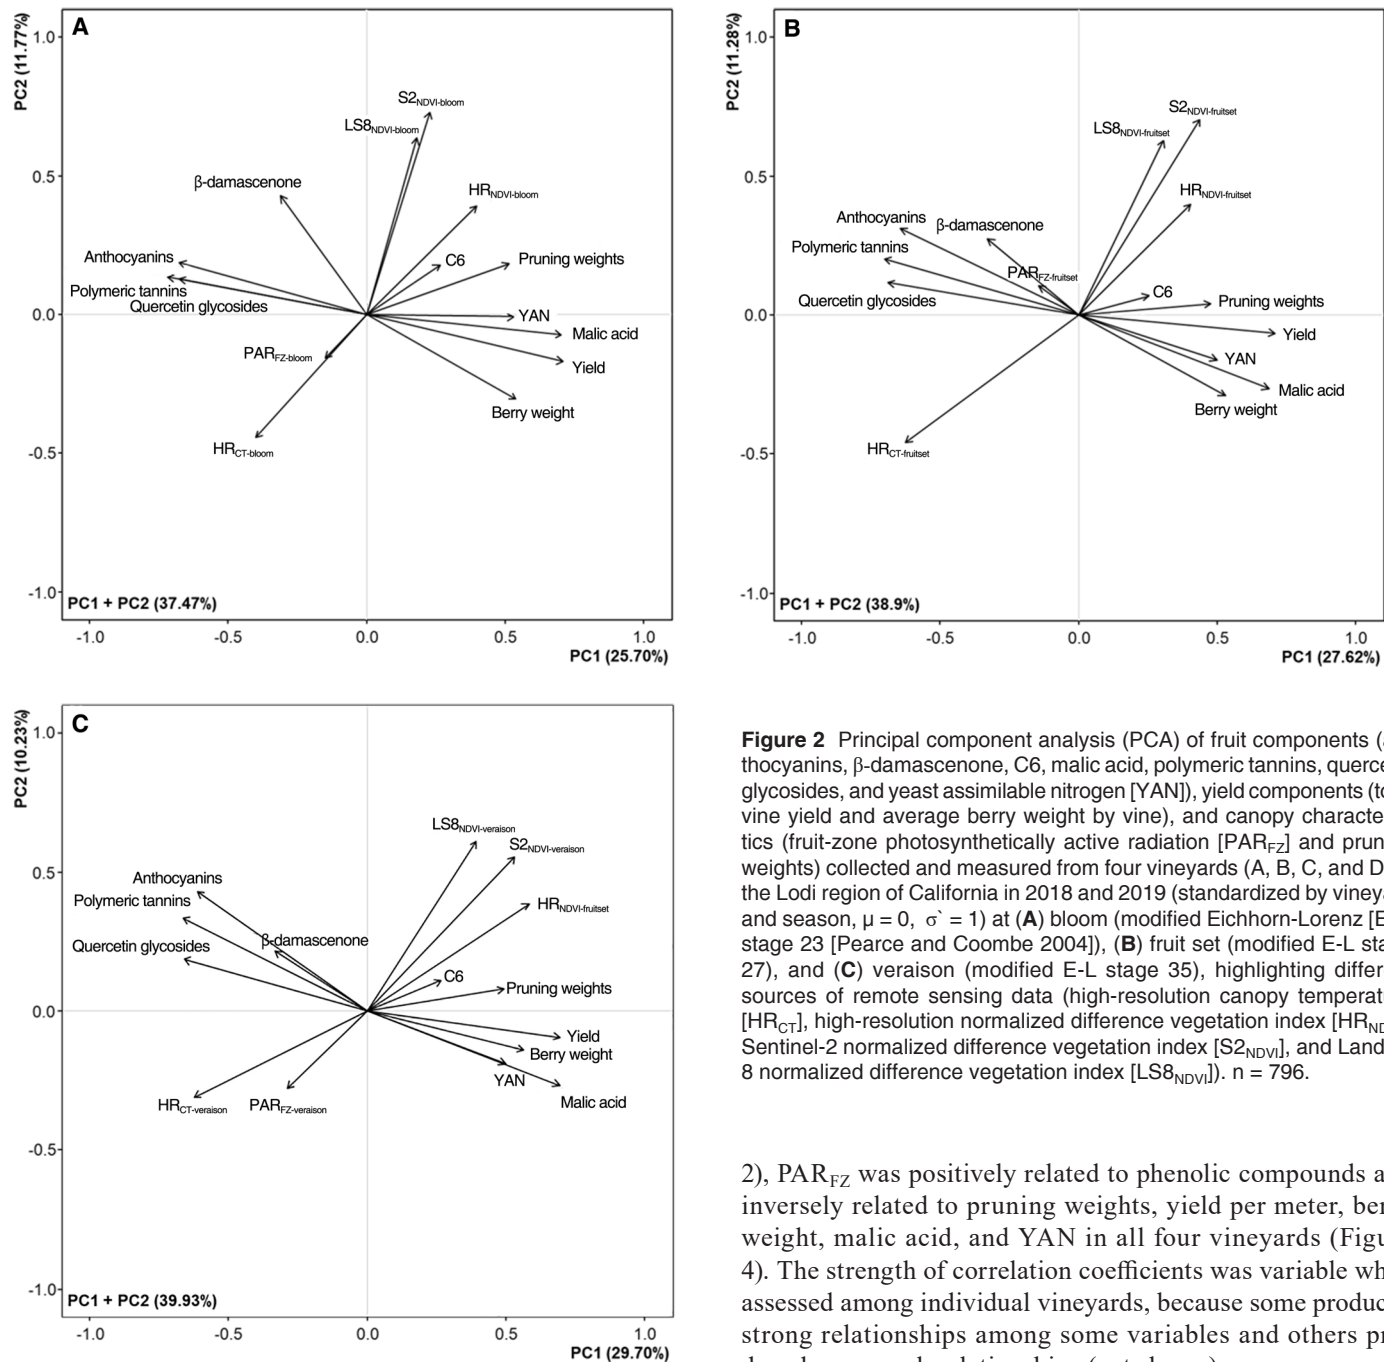 A
PC2 (11.77%)
1.0
0.5
0.0
-0.5
-1.0
S2NDVI-bloom
LS8NDVI-bloom
β-damascenone
HRNDVI-bloom
Anthocyanins
C6
Pruning weights
Polymeric tannins
Quercetin glycosides
YAN
Malic acid
PARFZ-bloom
Yield
Berry weight
HRCT-bloom
PC1 + PC2 (37.47%)
-1.0 -0.5 0.0 0.5 1.0
PC1 (25.70%)
B
PC2 (11.28%)
1.0
0.5
0.0
-0.5
-1.0
S2NDVI-fruitset
LS8NDVI-fruitset
HRNDVI-fruitset
Anthocyanins
β-damascenone
Polymeric tannins
PARFZ-fruitset
C6
Quercetin glycosides
Pruning weights
Yield
YAN
Malic acid
Berry weight
HRCT-fruitset
PC1 + PC2 (38.9%)
-1.0 -0.5 0.0 0.5 1.0
PC1 (27.62%)
C
PC2 (10.23%)
1.0
0.5
0.0
-0.5
-1.0
LS8NDVI-veraison
S2NDVI-veraison
Anthocyanins
Polymeric tannins
HRNDVI-fruitset
Quercetin glycosides
β-damascenone
C6
Pruning weights
Yield
Berry weight
YAN
Malic acid
HRCT-veraison
PARFZ-veraison
PC1 + PC2 (39.93%)
-1.0 -0.5 0.0 0.5 1.0
PC1 (29.70%)
Figure 2 Principal component analysis (PCA) of fruit components (
thocyanins, β-damascenone, C6, malic acid, polymeric tannins, querce
glycosides, and yeast assimilable nitrogen [YAN]), yield components (to
vine yield and average berry weight by vine), and canopy characte
tics (fruit-zone photosynthetically active radiation [PARFZ] and prun
weights) collected and measured from four vineyards (A, B, C, and D
the Lodi region of California in 2018 and 2019 (standardized by vineya
and season, μ = 0, σ` = 1) at (A) bloom (modified Eichhorn-Lorenz [E
stage 23 [Pearce and Coombe 2004]), (B) fruit set (modified E-L sta
27), and (C) veraison (modified E-L stage 35), highlighting differ
sources of remote sensing data (high-resolution canopy temperat
[HRCT], high-resolution normalized difference vegetation index [HRND
Sentinel-2 normalized difference vegetation index [S2NDVI], and Land
8 normalized difference vegetation index [LS8NDVI]). n = 796.
2), PARFZ was positively related to phenolic compounds a
inversely related to pruning weights, yield per meter, ber
weight, malic acid, and YAN in all four vineyards (Figu
4). The strength of correlation coefficients was variable wh
assessed among individual vineyards, because some produc
strong relationships among some variables and others pr